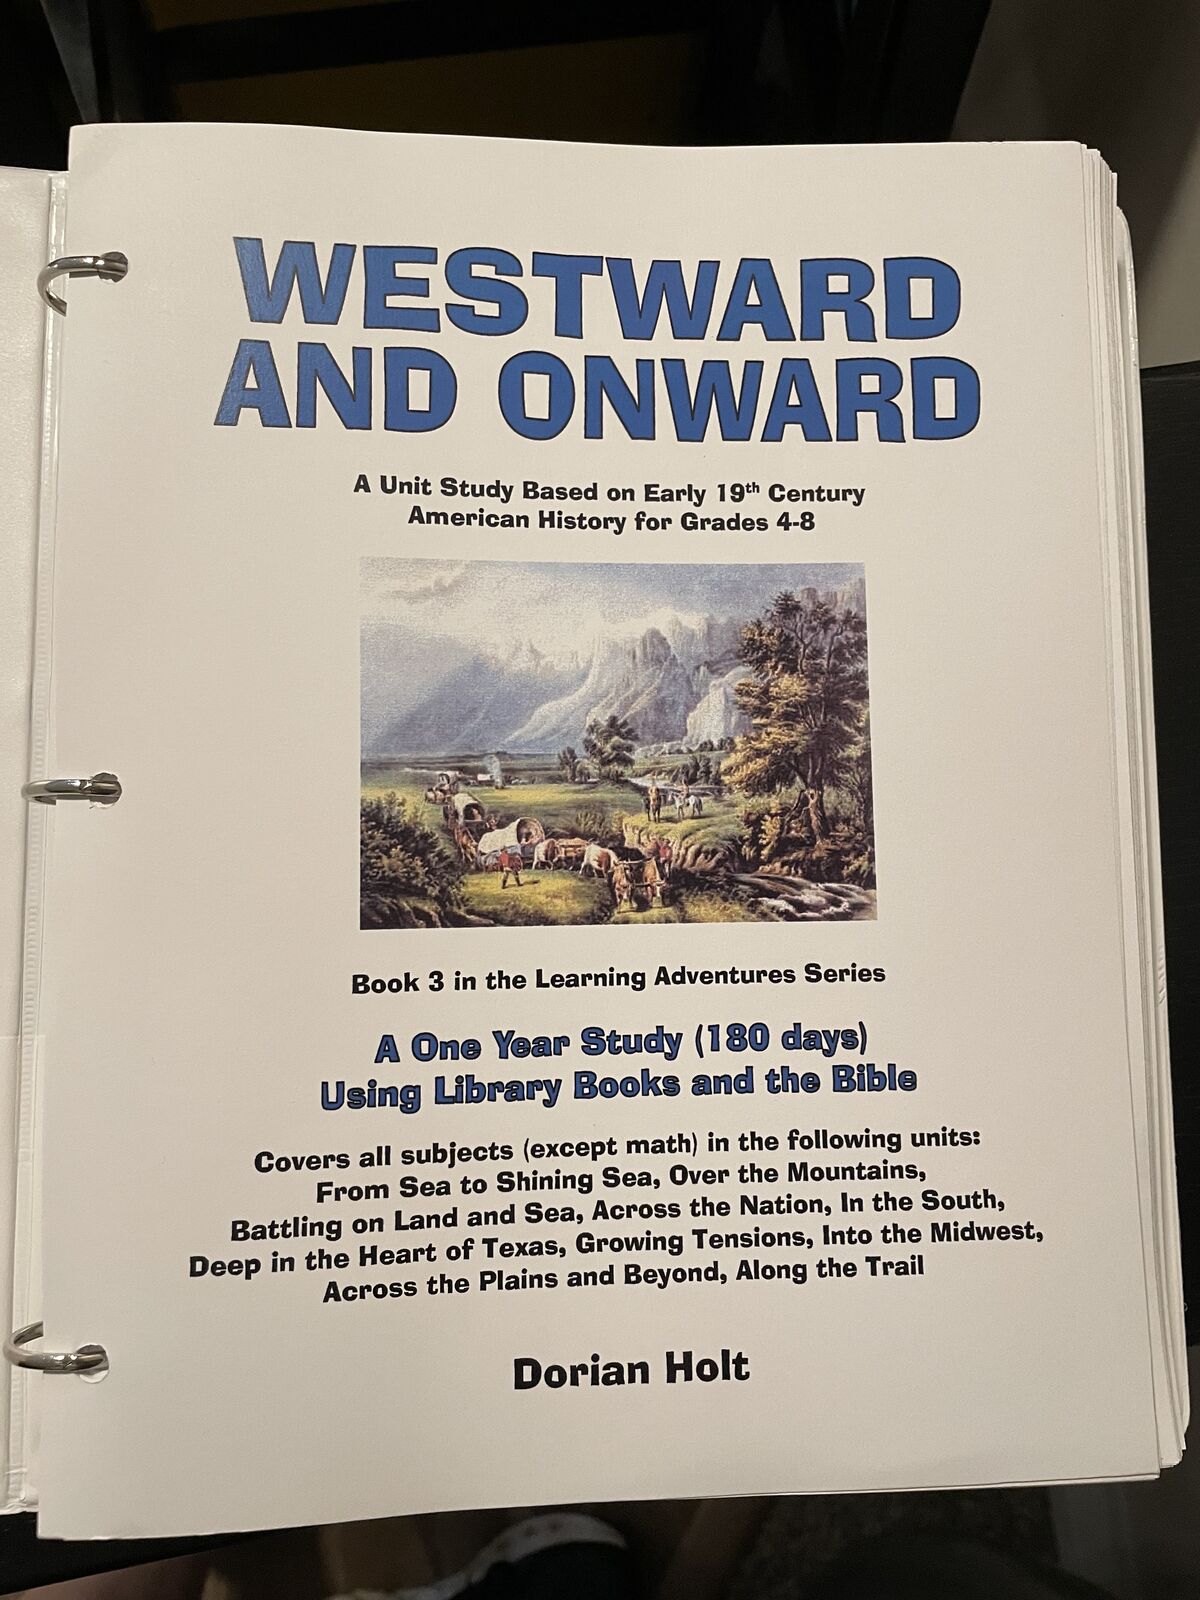 WESTWARD
AND ONWARD
A Unit Study Based on Early 19th Century
American History for Grades 4-8
Book 3 in the Learning Adventures Series
A One Year Study (180 days)
Using Library Books and the Bible
Covers all subjects (except math) in the following units:
From Sea to Shining Sea, Over the Mountains,
Battling on Land and Sea, Across the Nation, In the South,
Deep in the Heart of Texas, Growing Tensions, Into the Midwest,
Across the Plains and Beyond, Along the Trail
Dorian Holt